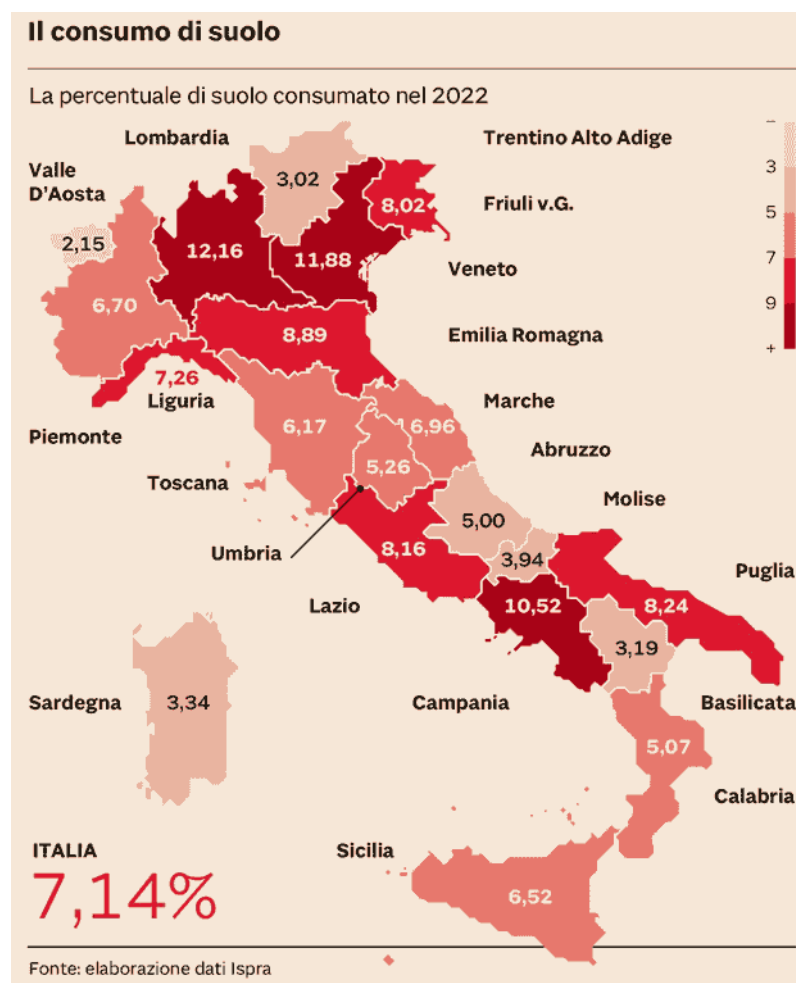 Il consumo di suolo
La percentuale di suolo consumato nel 2022
Lombardia
Trentino Alto Adige
–
3
5
7
9
+
Valle
D'Aosta
3,02
8,02
Friuli v.G.
2,15
12,16
11,88
Veneto
6,70
8,89
Emilia Romagna
7,26
Liguria
Marche
Piemonte
6,17
6,96
Abruzzo
5,26
Toscana
Molise
5,00
Umbria
8,16
3,94
Puglia
Lazio
10,52
8,24
3,19
Sardegna
3,34
Campania
Basilicata
5,07
Calabria
ITALIA
7,14%
Sicilia
6,52
Fonte: elaborazione dati Ispra